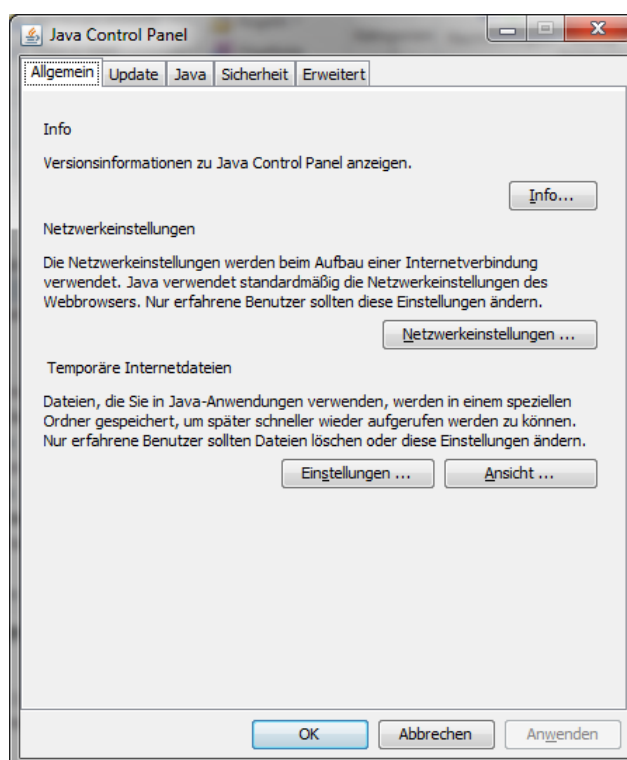 Java Control Panel
Allgemein Update Java Sicherheit Erweitert
Info
Versionsinformationen zu Java Control Panel anzeigen.
Info...
Netzwerkeinstellungen
Die Netzwerkeinstellungen werden beim Aufbau einer Internetverbindung
verwendet. Java verwendet standardmäßig die Netzwerkeinstellungen des
Webbrowsers. Nur erfahrene Benutzer sollten diese Einstellungen ändern.
Netzwerkeinstellungen ...
Temporäre Internetdateien
Dateien, die Sie in Java-Anwendungen verwenden, werden in einem speziellen
Ordner gespeichert, um später schneller wieder aufgerufen werden zu können.
Nur erfahrene Benutzer sollten Dateien löschen oder diese Einstellungen ändern.
Einstellungen ... Ansicht ...
OK Abbrechen Anwenden